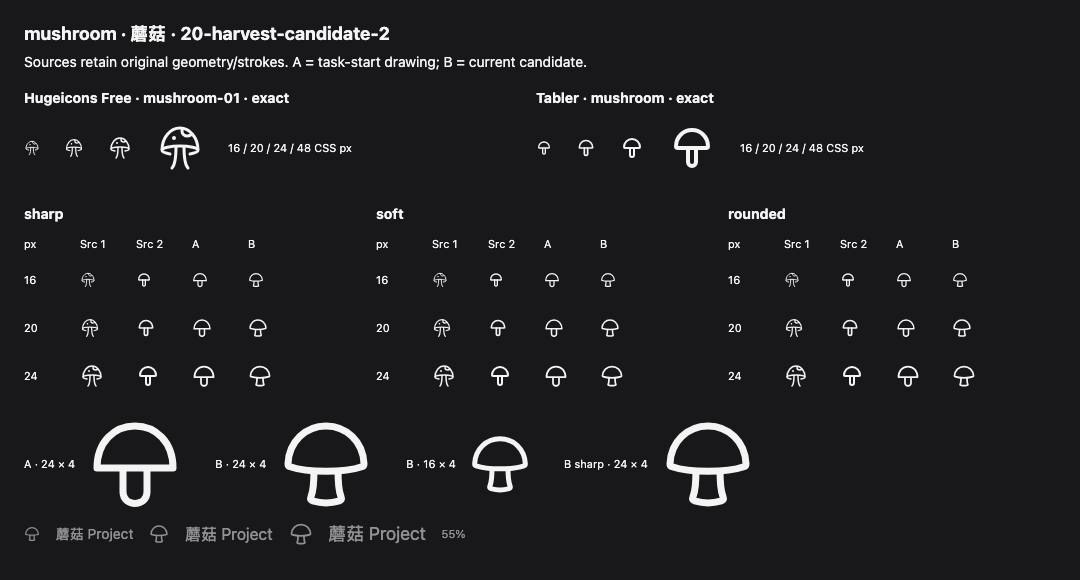 mushroom · 蘑菇 · 20-harvest-candidate-2
Sources retain original geometry/strokes. A = task-start drawing; B = current candidate.
Hugeicons Free · mushroom-01 · exact
16 / 20 / 24 / 48 CSS px
Tabler · mushroom · exact
16 / 20 / 24 / 48 CSS px
sharp
px Src 1 Src 2 A B
16
20
24
soft
px Src 1 Src 2 A B
16
20
24
rounded
px Src 1 Src 2 A B
16
20
24
A · 24 × 4
B · 24 × 4
B · 16 × 4
B sharp · 24 × 4
蘑菇 Project 蘑菇 Project 蘑菇 Project 55%